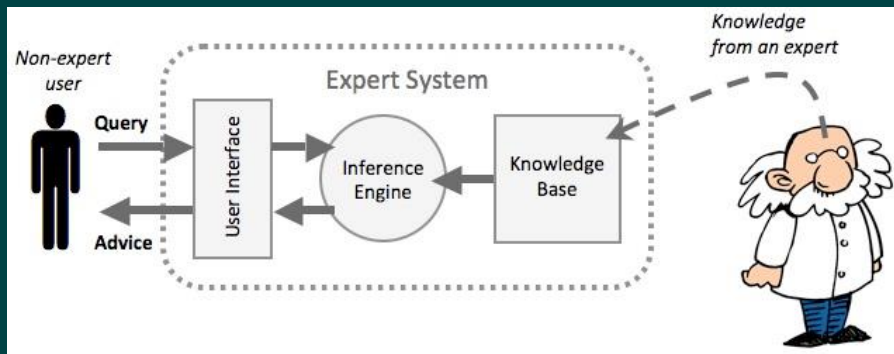 Non-expert
user
Query
Advice
Expert System
User Interface
Inference
Engine
Knowledge
Base
Knowledge
from an expert